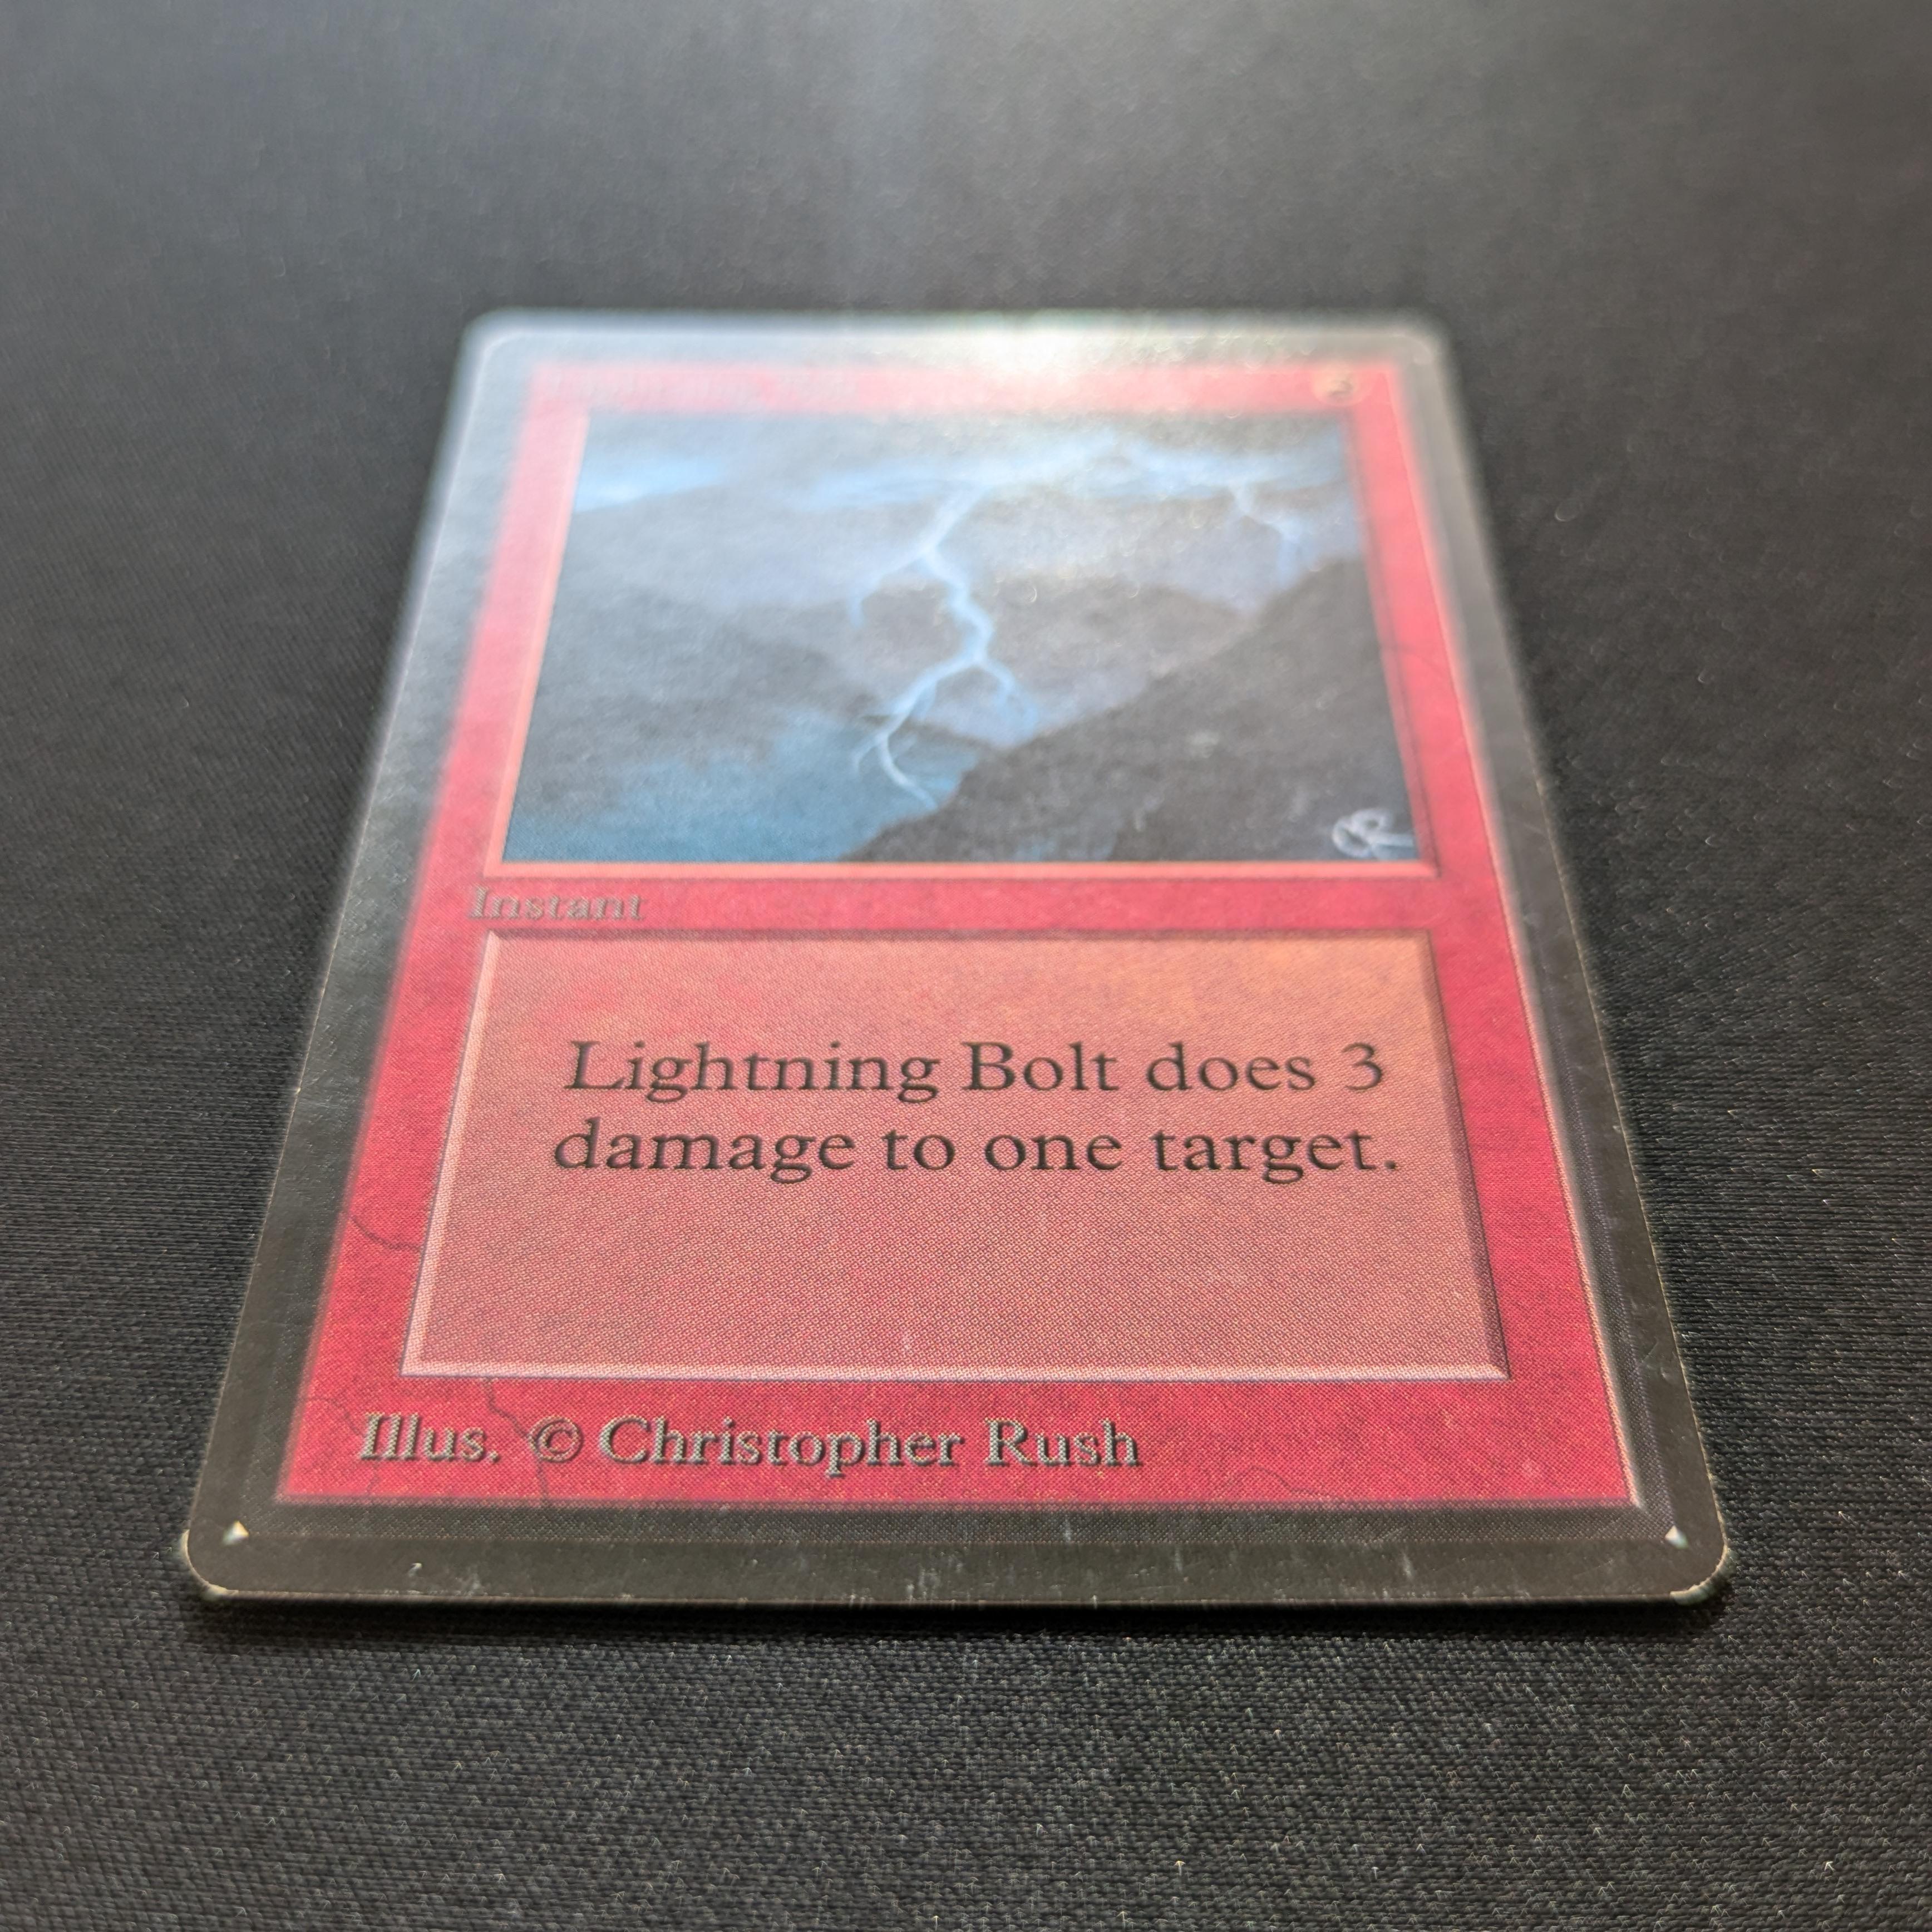 Instant
Lightning Bolt does 3
damage to one target.
Illus. © Christopher Rush